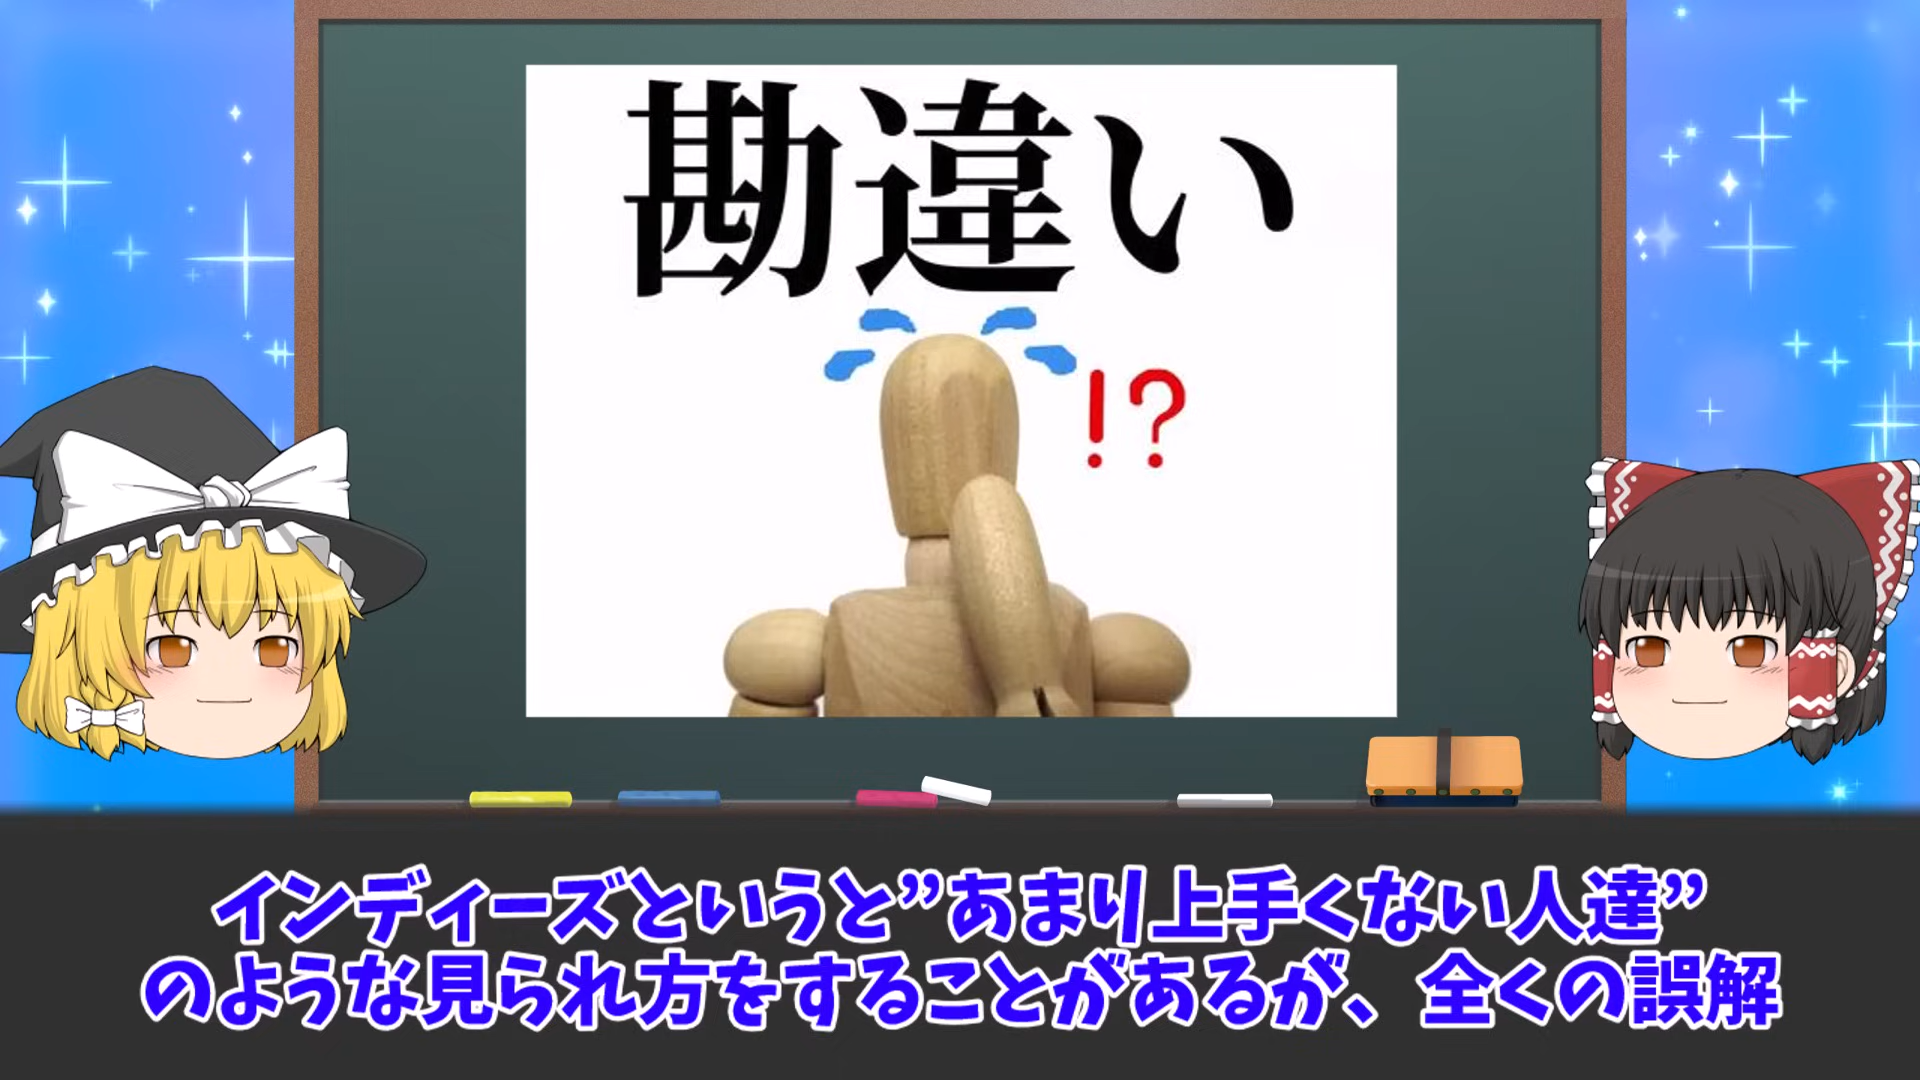 勘違い
!?
インディーズというと”あまり上手くない人達”
のような見られ方をすることがあるが、全くの誤解